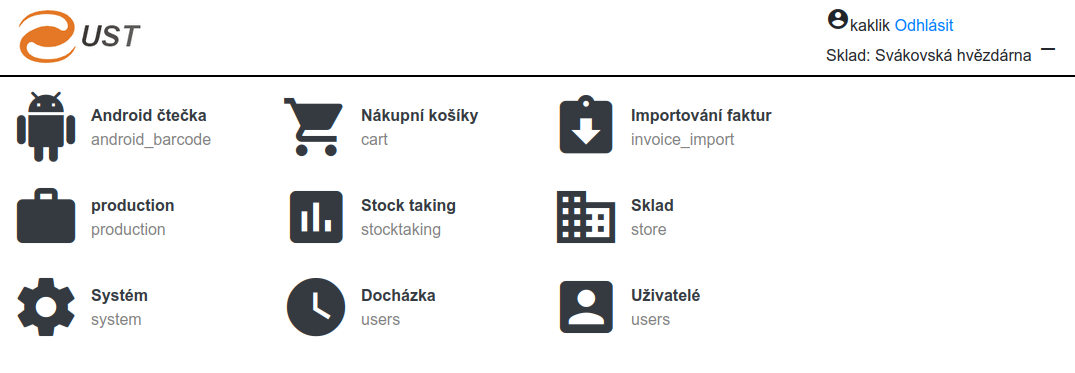 UST
kaklik Odhlásit
Sklad: Svákovská hvězdárna
Android čtečka
android_barcode
Nákupní košíky
cart
Importování faktur
invoice_import
production
production
Stock taking
stocktaking
Sklad
store
Systém
system
Docházka
users
Uživatelé
users